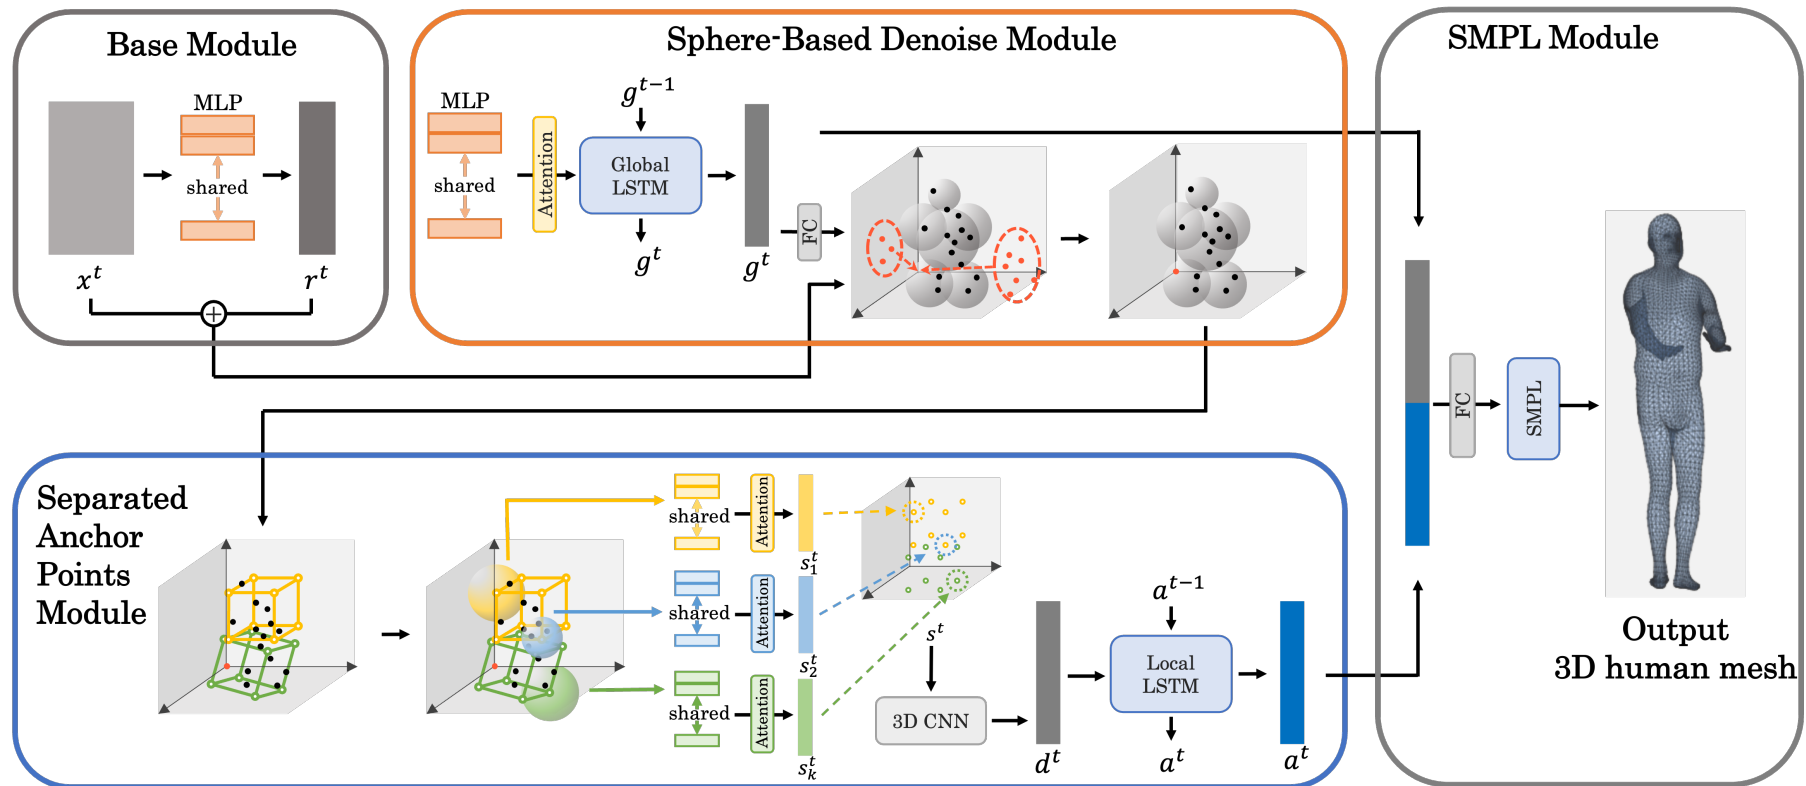 Base Module
MLP
shared
x^t
r^t
+
Sphere-Based Denoise Module
MLP
shared
Attention
g^{t-1}
Global
LSTM
g^t
g^t
FC
SMPL Module
FC
SMPL
Output
3D human mesh
Separated
Anchor
Points
Module
shared
Attention
s_1^t
shared
Attention
s_2^t
shared
Attention
s_k^t
s^t
3D CNN
d^t
a^{t-1}
Local
LSTM
a^t
a^t